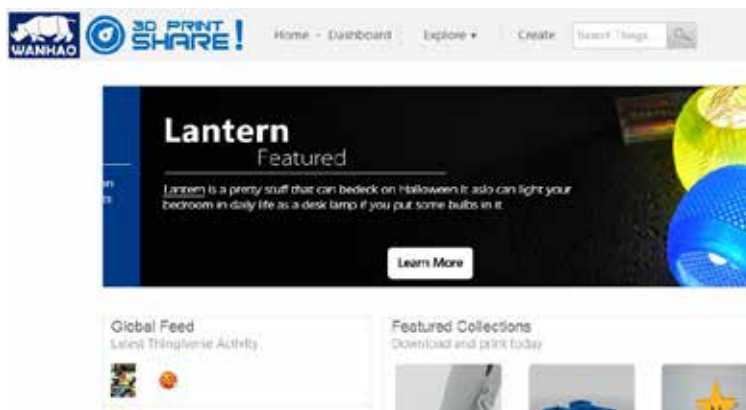 WANHAO
3D PRINT
SHARE!
Home - Dashboard Explore ▾ Create Search Things
Lantern
Featured
Lantern is a pretty stuff that can bedeck on Halloween it aslo can light your
bedroom in daily life as a desk lamp if you put some bulbs in it
Learn More
Global Feed
Latest Thingiverse Activity
Featured Collections
Download and print today